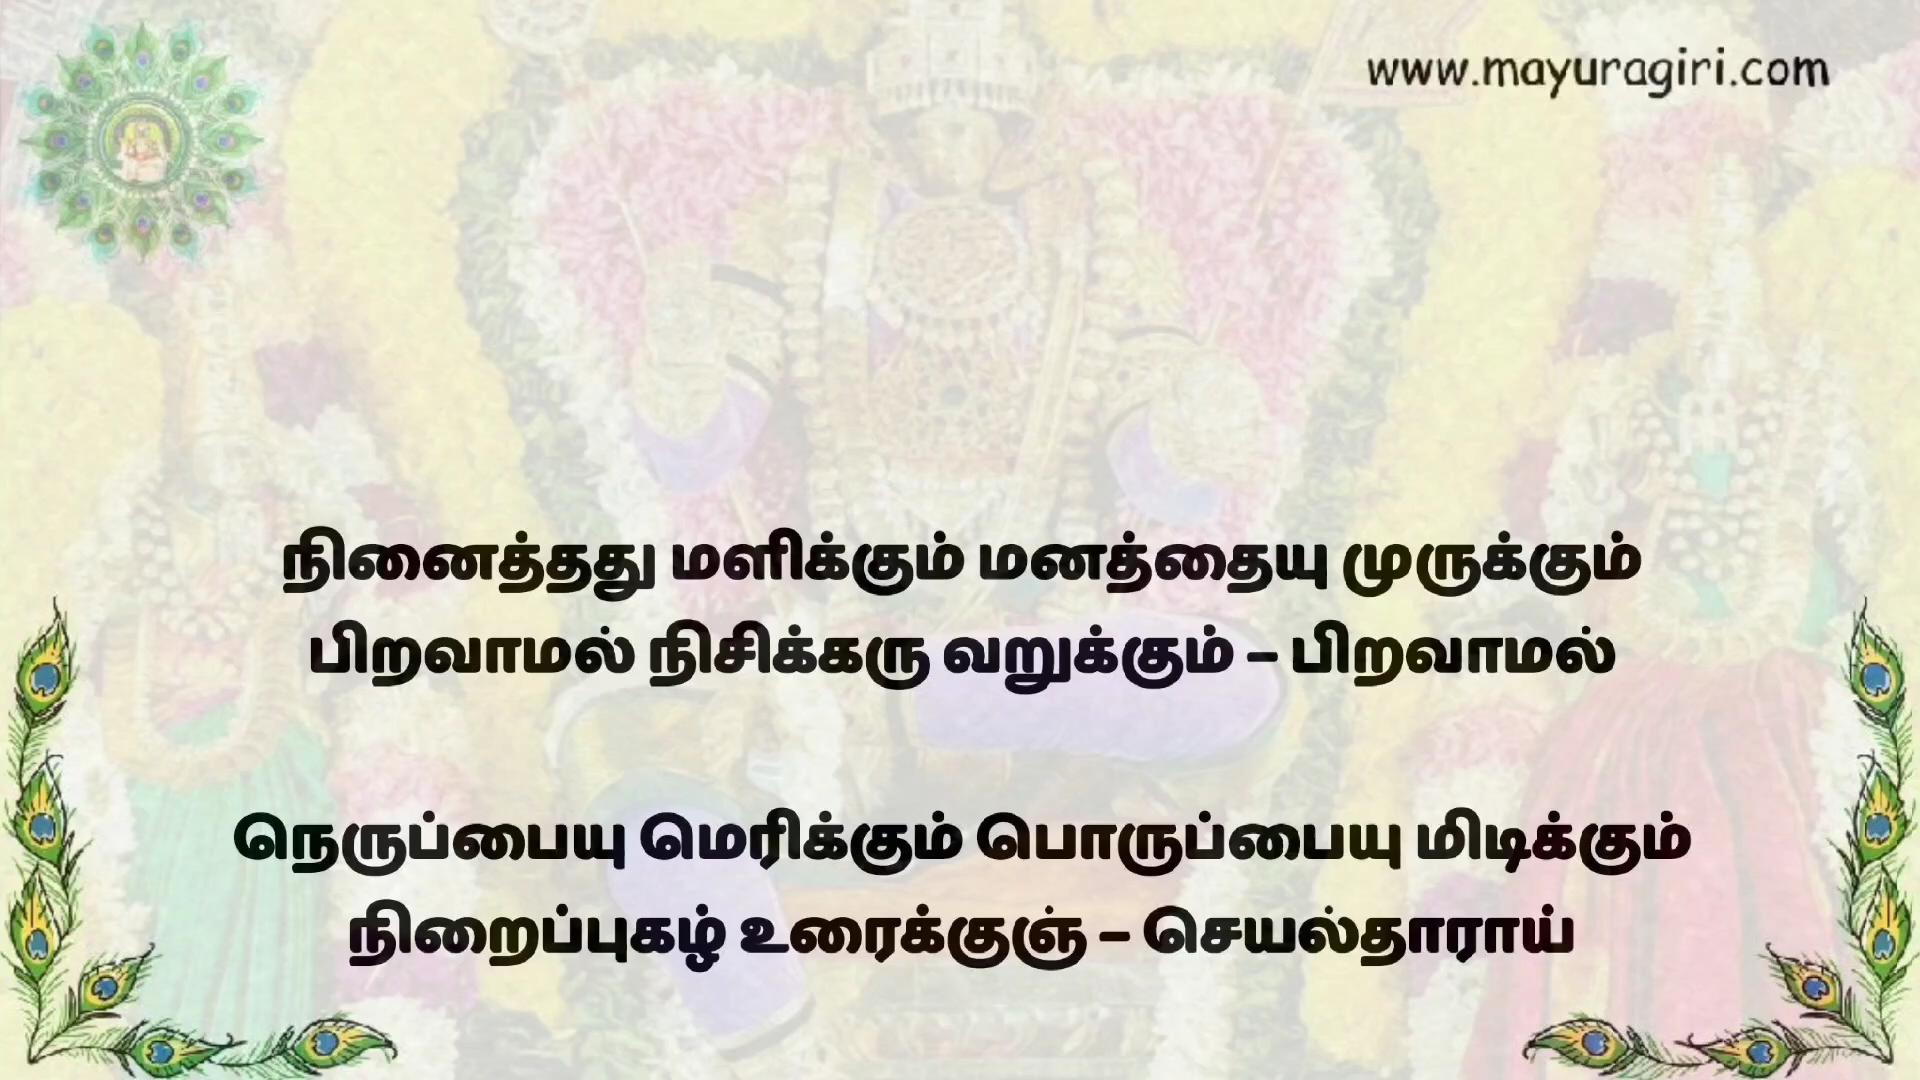 www.mayuragiri.com
நினைத்தது மளிக்கும் மனத்தையு முருக்கும்
பிறவாமல் நிசிக்கரு வறுக்கும் – பிறவாமல்
நெருப்பையு மெரிக்கும் பொருப்பையு மிடிக்கும்
நிறைப்புகழ் உரைக்குஞ் – செயல்தாராய்